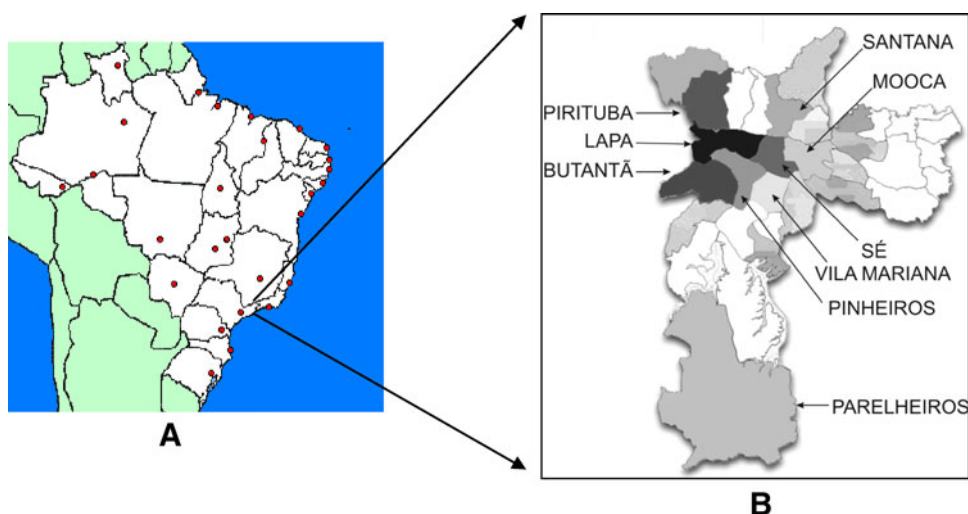 SANTANA
MOOCA
PIRITUBA
LAPA
BUTANTÃ
SÉ
VILA MARIANA
PINHEIROS
PARELHEIROS
A
B